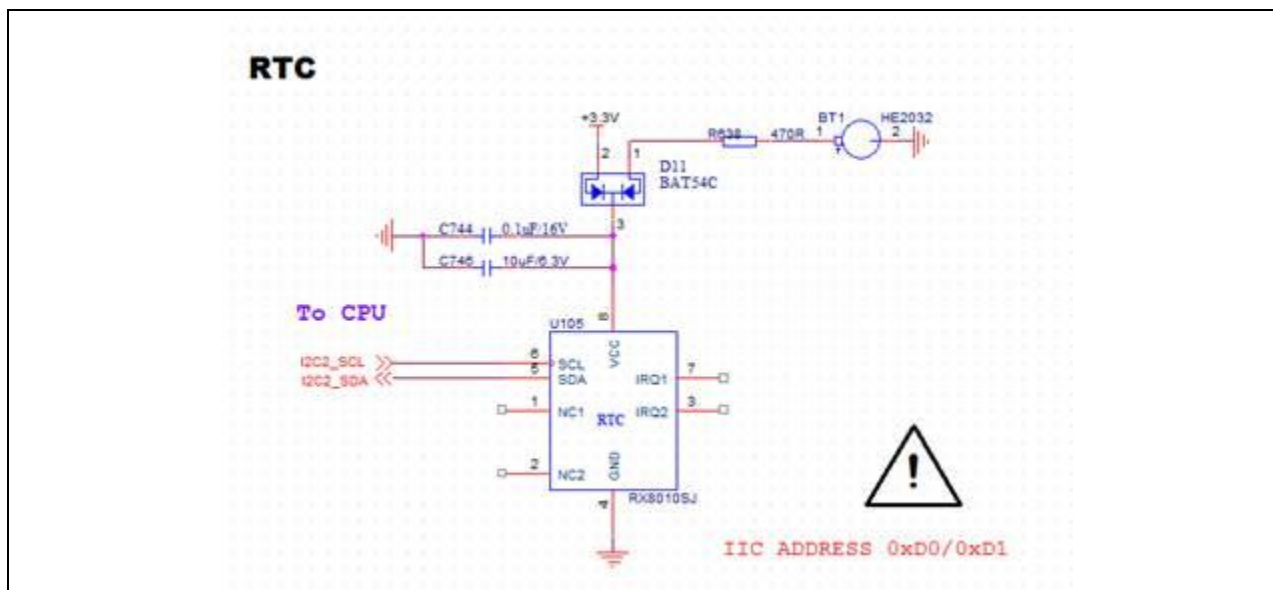 RTC
+3.3V
BT1 HE2032
R638 470R 1 2
2 1
D11
BAT54C
3
C744 0.1uF/16V
C746 10uF/6.3V
To CPU
U105
8
I2C2_SCL 6 SCL VCC
I2C2_SDA 5 SDA IRQ1 7
1 NC1 RTC IRQ2 3
2 NC2 GND
RX8010SJ
4
!
IIC ADDRESS 0xD0/0xD1